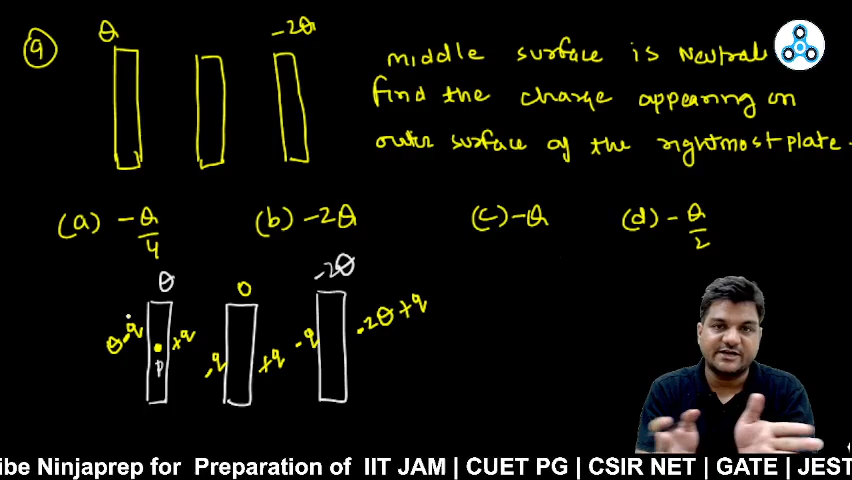 9 Q -2Q
middle surface is Neutral
find the charge appearing on
outer surface of the rightmost plate.
(a) -Q/4 (b) -2Q (c) -Q (d) -Q/2
Q 0 -2Q
Q-q +q -q +q -q -2Q+q
P
ibe Ninjaprep for Preparation of IIT JAM | CUET PG | CSIR NET | GATE | JEST